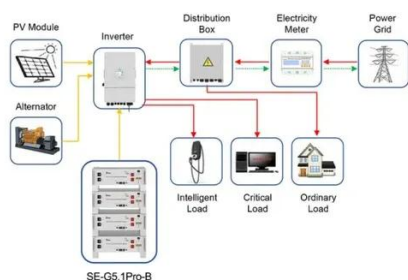 PV Module
Inverter
Distribution
Box
Electricity
Meter
Power
Grid
Alternator
Intelligent
Load
Critical
Load
Ordinary
Load
SE-G5.1Pro-B